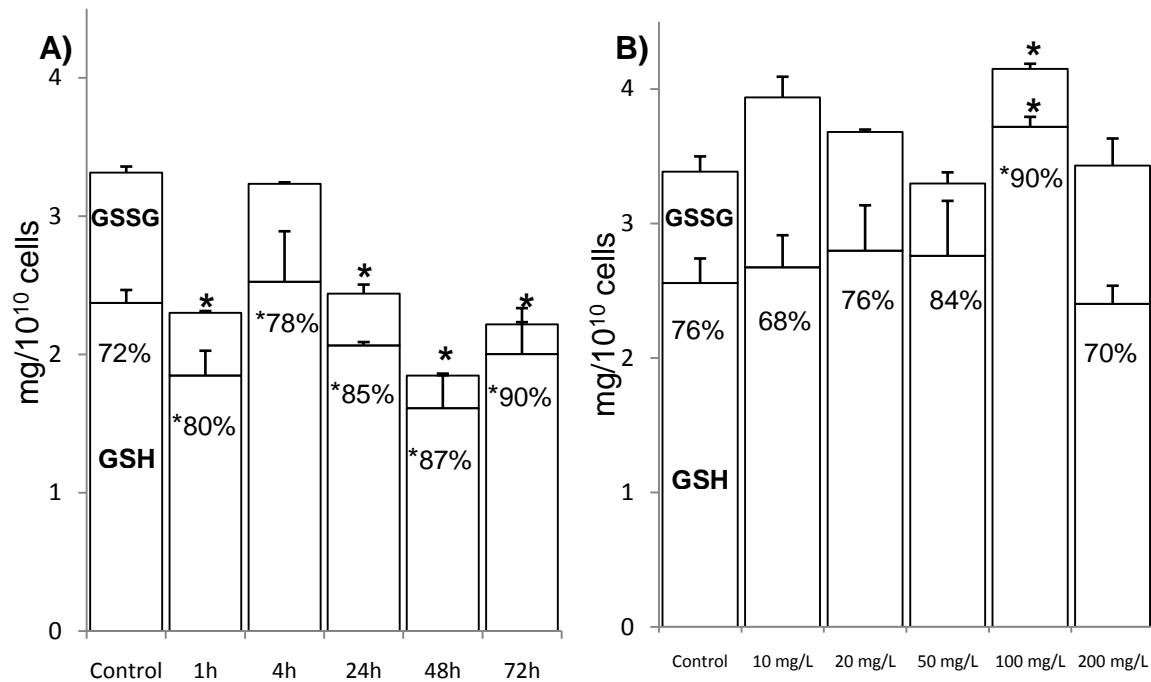 A)
mg/10¹⁰ cells
4
3
2
1
0
GSSG
GSH
72%
*
*80%
*78%
*
*85%
*
*87%
*
*90%
Control 1h 4h 24h 48h 72h
B)
mg/10¹⁰ cells
4
3
2
1
0
GSSG
GSH
76%
68%
76%
84%
*
*
*90%
70%
Control 10 mg/L 20 mg/L 50 mg/L 100 mg/L 200 mg/L